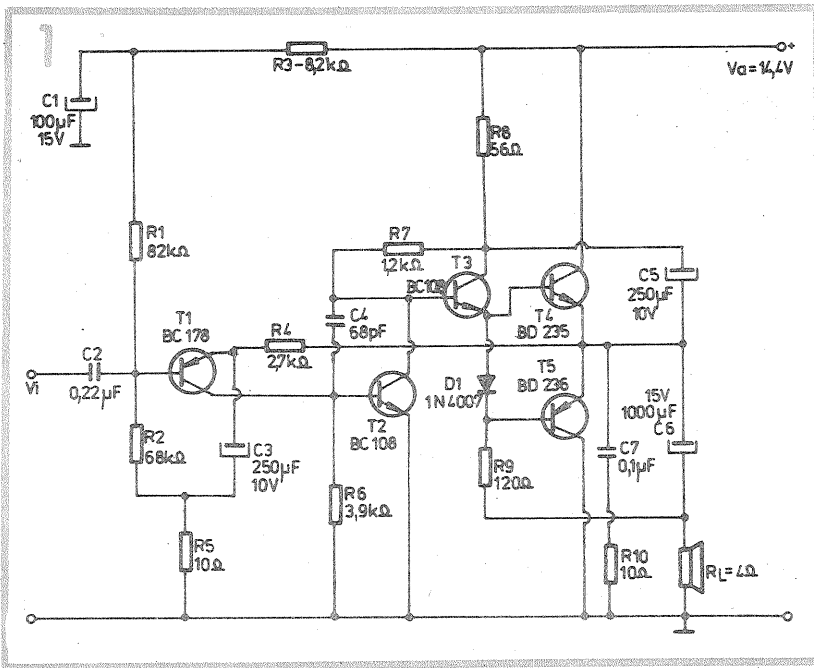 1
R3-8,2kΩ
+
Va=14,4V
C1
100µF
15V
R8
56Ω
R1
82kΩ
R7
1,2kΩ
T3
BC108
C5
250µF
10V
T1
BC178
R4
2,7kΩ
C4
68pF
T4
BD 235
C2
0,22µF
Vi
D1
1N4007
T5
BD 236
15V
1000µF
C6
T2
BC 108
R2
68kΩ
C3
250µF
10V
R9
120Ω
C7
0,1µF
R6
3,9kΩ
R5
10Ω
R10
10Ω
RL=4Ω